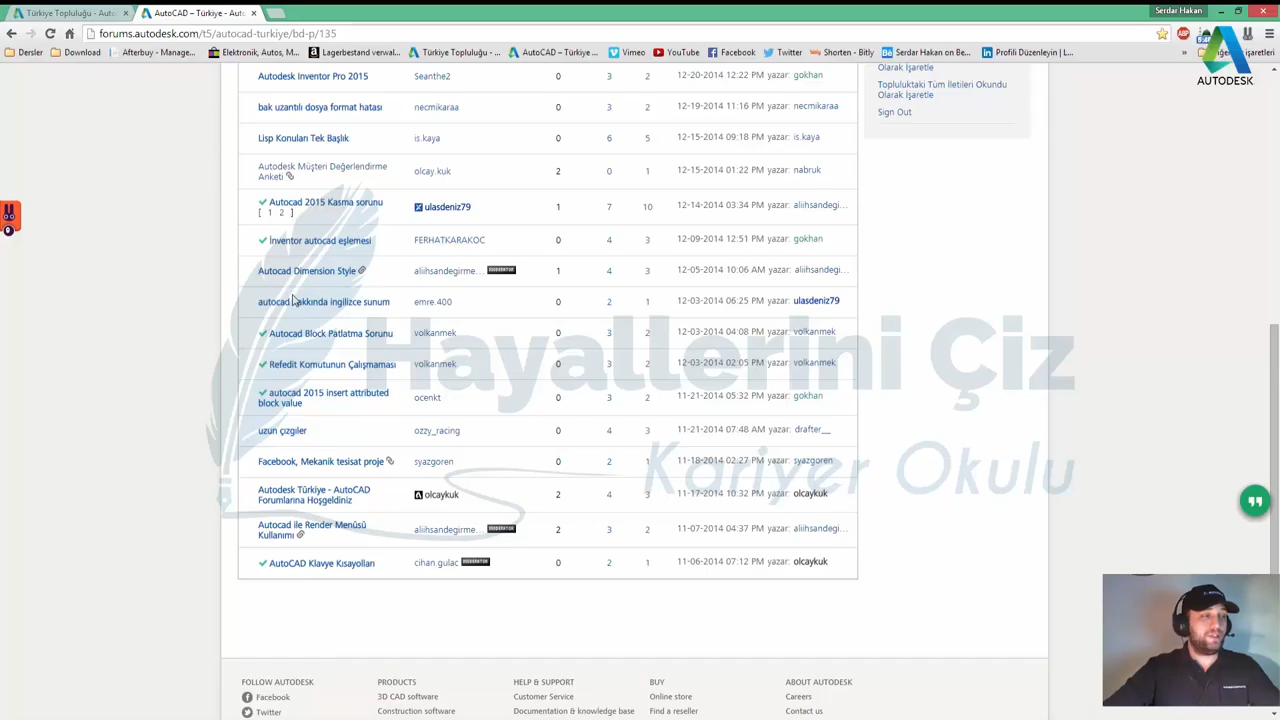 Türkiye Topluluğu - Autod
AutoCAD – Türkiye - Autod
Serdar Hakan
forums.autodesk.com/t5/autocad-turkiye/bd-p/135
Dersler
Download
Afterbuy - Manage...
Elektronik, Autos, M...
Lagerbestand verwal...
Türkiye Topluluğu - ...
AutoCAD – Türkiye ...
Vimeo
YouTube
Facebook
Twitter
Shorten - Bitly
Serdar Hakan on Be...
Profili Düzenleyin | L...
AUTODESK
Olarak İşaretle
Topluluktaki Tüm İletileri Okundu
Olarak İşaretle
Sign Out
Autodesk Inventor Pro 2015 Seanthe2 0 3 2 12-20-2014 12:22 PM yazar: gokhan
bak uzantılı dosya format hatası necmikaraa 0 3 2 12-19-2014 11:16 PM yazar: necmikaraa
Lisp Konuları Tek Başlık is.kaya 0 6 5 12-15-2014 09:18 PM yazar: is.kaya
Autodesk Müşteri Değerlendirme
Anketi olcay.kuk 2 0 1 12-15-2014 01:22 PM yazar: nabruk
Autocad 2015 Kasma sorunu
[ 1 2 ] ulasdeniz79 1 7 10 12-14-2014 03:34 PM yazar: aliihsandegi...
İnventor autocad eşlemesi FERHATKARAKOC 0 4 3 12-09-2014 12:51 PM yazar: gokhan
Autocad Dimension Style aliihsandegirme... MODERATOR 1 4 3 12-05-2014 10:06 AM yazar: aliihsandegi...
autocad hakkında ingilizce sunum emre.400 0 2 1 12-03-2014 06:25 PM yazar: ulasdeniz79
Autocad Block Patlatma Sorunu volkanmek 0 3 2 12-03-2014 04:08 PM yazar: volkanmek
Refedit Komutunun Çalışmaması volkanmek 0 3 2 12-03-2014 02:05 PM yazar: volkanmek
autocad 2015 insert attributed
block value ocenkt 0 3 2 11-21-2014 05:32 PM yazar: gokhan
uzun çizgiler ozzy_racing 0 4 3 11-21-2014 07:48 AM yazar: drafter__
Facebook, Mekanik tesisat proje syazgoren 0 2 1 11-18-2014 02:27 PM yazar: syazgoren
Autodesk Türkiye - AutoCAD
Forumlarına Hoşgeldiniz olcaykuk 2 4 3 11-17-2014 10:32 PM yazar: olcaykuk
Autocad ile Render Menüsü
Kullanımı aliihsandegirme... MODERATOR 2 3 2 11-07-2014 04:37 PM yazar: aliihsandegi...
AutoCAD Klavye Kısayolları cihan.gulac MODERATOR 0 2 1 11-06-2014 07:12 PM yazar: olcaykuk
Hayallerini Çiz
Kariyer Okulu
FOLLOW AUTODESK
Facebook
Twitter
PRODUCTS
3D CAD software
Construction software
HELP & SUPPORT
Customer Service
Documentation & knowledge base
BUY
Online store
Find a reseller
ABOUT AUTODESK
Careers
Contact us